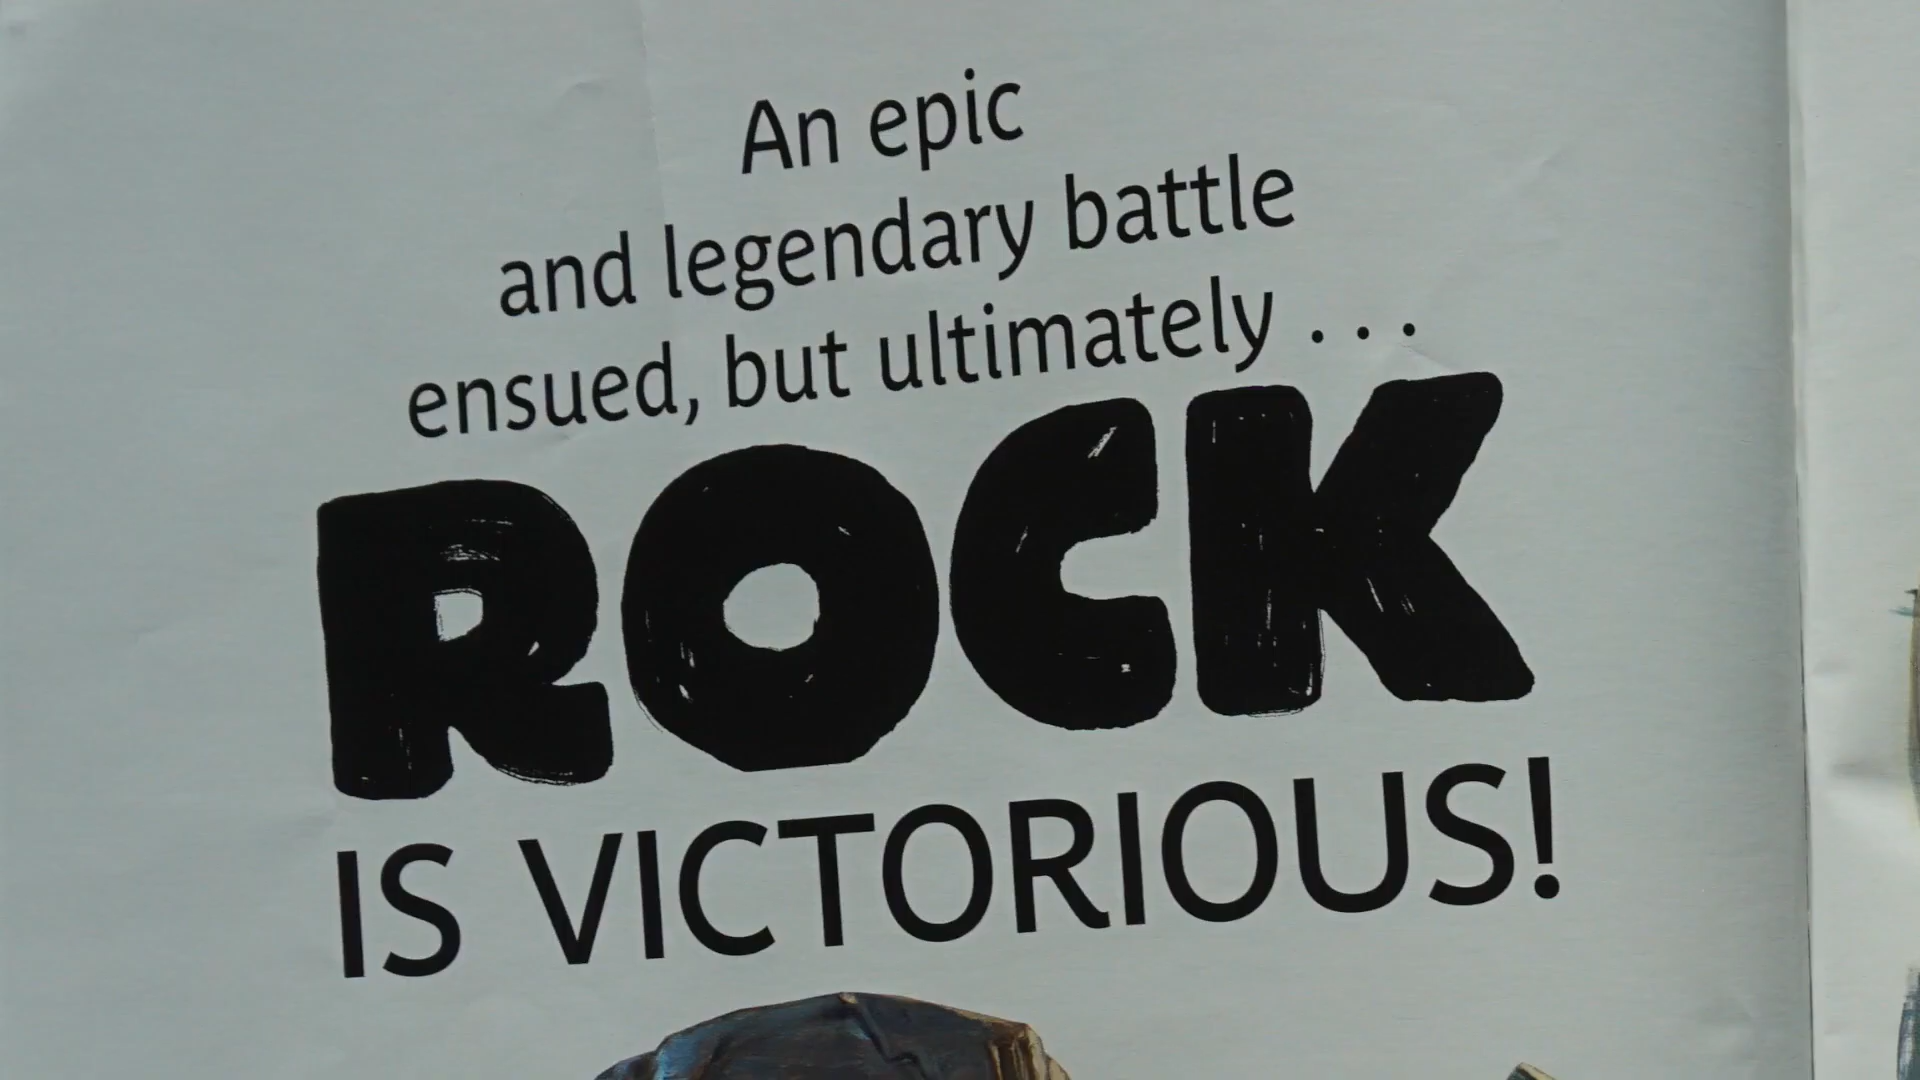 An epic
and legendary battle
ensued, but ultimately . . .
ROCK
IS VICTORIOUS!